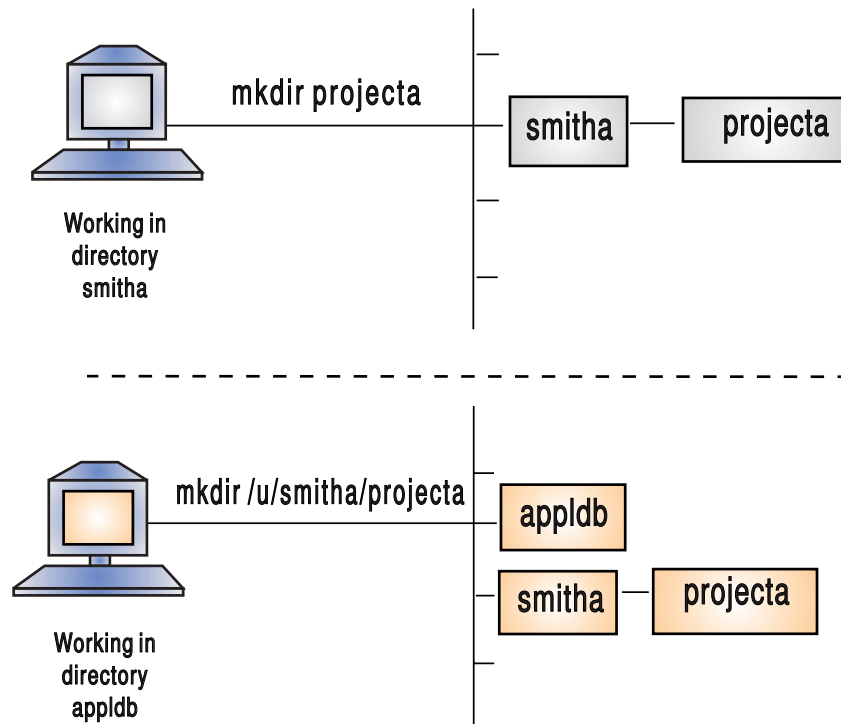 mkdir projecta
smitha
projecta
Working in
directory
smitha
mkdir /u/smitha/projecta
appldb
smitha
projecta
Working in
directory
appldb